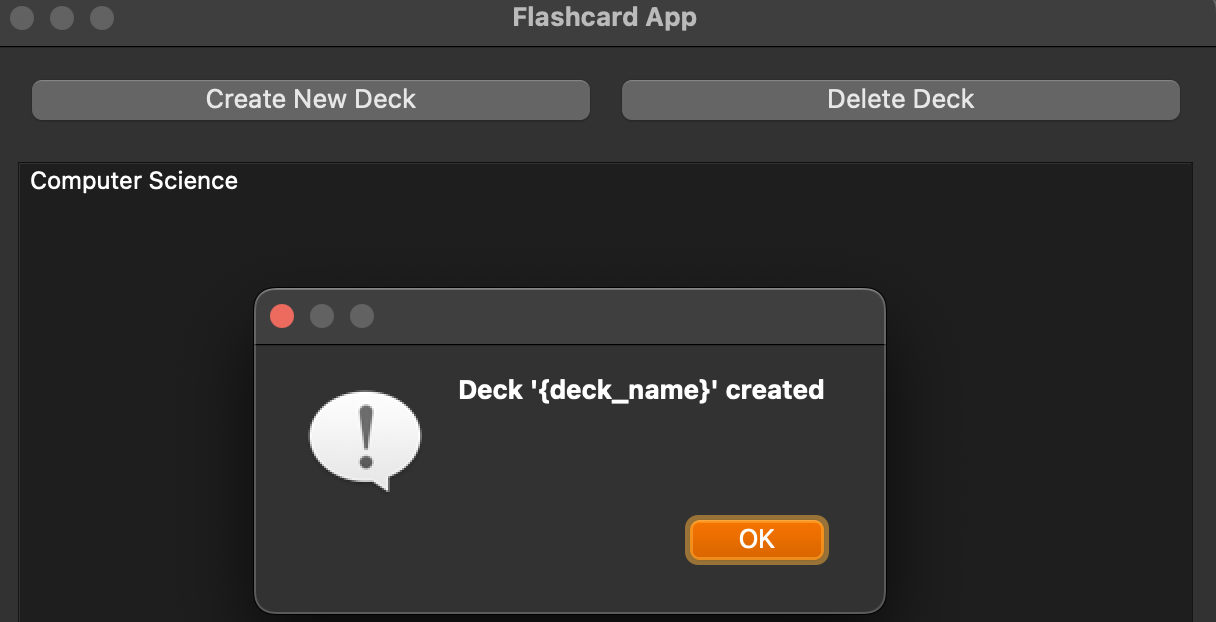 Flashcard App
Create New Deck
Delete Deck
Computer Science
Deck '{deck_name}' created
OK